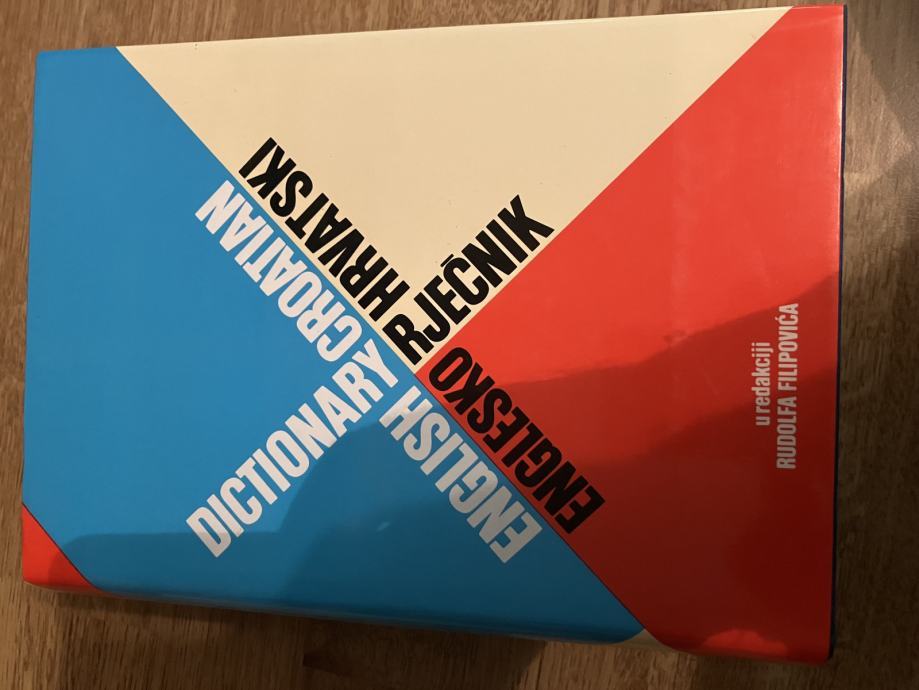 ENGLESKO HRVATSKI
RJEČNIK
ENGLISH CROATIAN
DICTIONARY
u redakciji
RUDOLFA FILIPOVIĆA